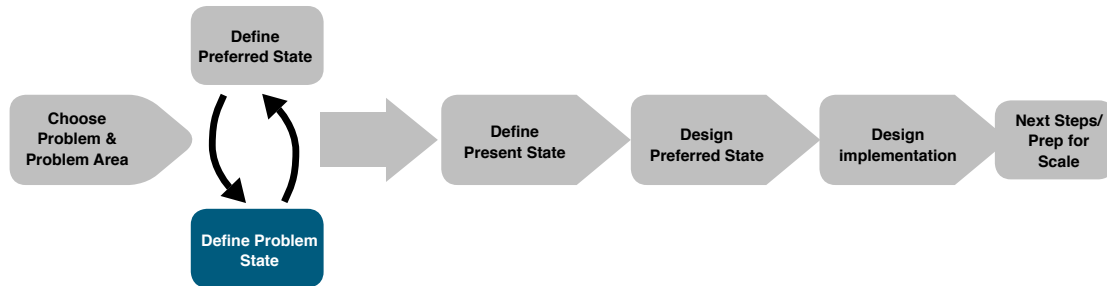 Define
Preferred State
Choose
Problem &
Problem Area
Define Problem
State
Define
Present State
Design
Preferred State
Design
implementation
Next Steps/
Prep for
Scale